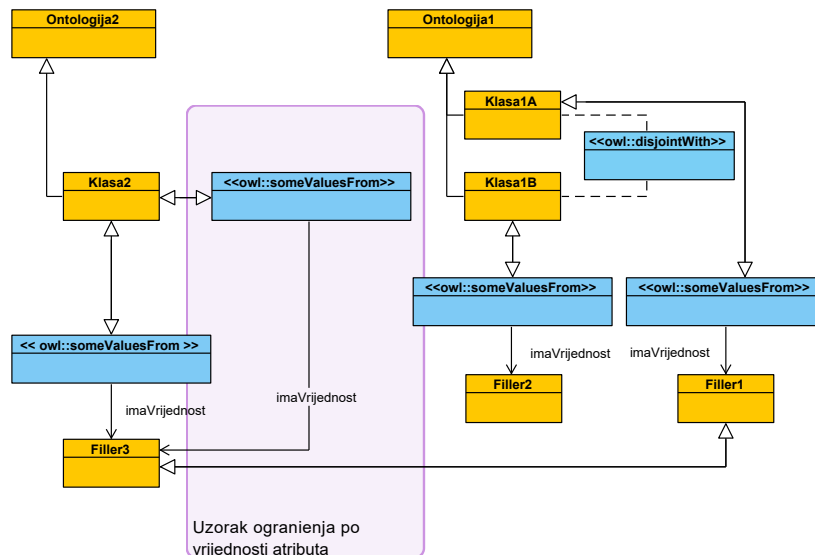 Ontologija2
Ontologija1
Klasa1A
<<owl::disjointWith>>
Klasa2
<<owl::someValuesFrom>>
Klasa1B
<<owl::someValuesFrom>>
<<owl::someValuesFrom>>
<< owl::someValuesFrom >>
imaVrijednost
imaVrijednost
Filler2
Filler1
imaVrijednost
imaVrijednost
Filler3
Uzorak ogranienja po
vrijednosti atributa